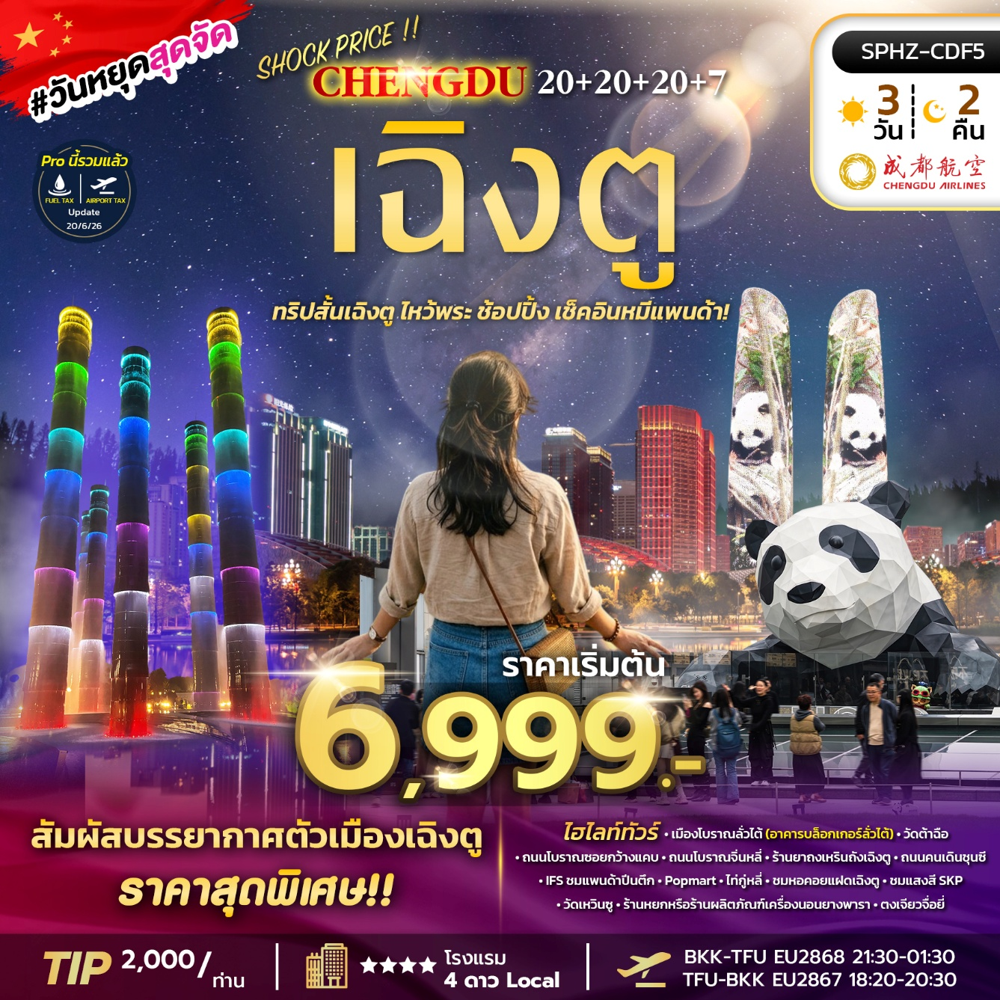 #วันหยุดสุดจัด
SHOCK PRICE !!
CHENGDU 20+20+20+7
เฉิงตู
ทริปสั้นเฉิงตู ไหว้พระ ช้อปปิ้ง เช็คอินหมีแพนด้า!
SPHZ-CDF5
3 วัน 2 คืน
成都航空
CHENGDU AIRLINES
Pro นี้รวมแล้ว
FUEL TAX AIRPORT TAX
Update
20/6/26
ราคาเริ่มต้น
6,999.-
สัมผัสบรรยากาศตัวเมืองเฉิงตู
ราคาสุดพิเศษ!!
ไฮไลท์ทัวร์ • เมืองโบราณลั่วไต้ (อาคารบล็อกเกอร์ลั่วไต้) • วัดต้าฉือ
• ถนนโบราณซอยกว้างแคบ • ถนนโบราณจิ่นหลี่ • ร้านยาถงเหรินถังเฉิงตู • ถนนคนเดินชุนซี
• IFS ชมแพนด้าปีนตึก • Popmart • ไท่กู่หลี่ • ชมหอคอยแฝดเฉิงตู • ชมแสงสี SKP
• วัดเหวินซู • ร้านหยกหรือร้านผลิตภัณฑ์เครื่องนอนยางพารา • ตงเจียวจื่อยี่
TIP 2,000/ท่าน
โรงแรม
4 ดาว Local
BKK-TFU EU2868 21:30-01:30
TFU-BKK EU2867 18:20-20:30